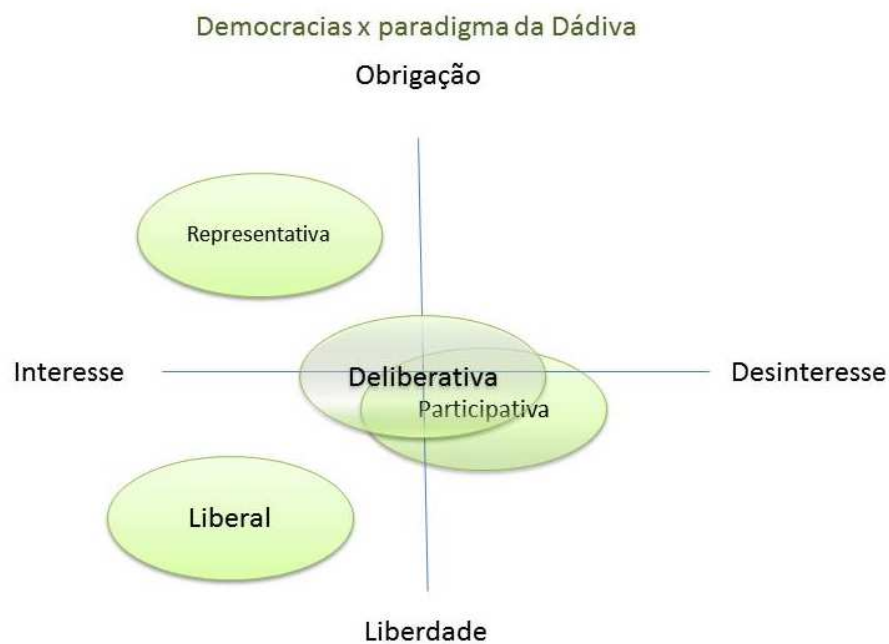 Democracias x paradigma da Dádiva
Obrigação
Representativa
Interesse
Deliberativa
Desinteresse
Participativa
Liberal
Liberdade